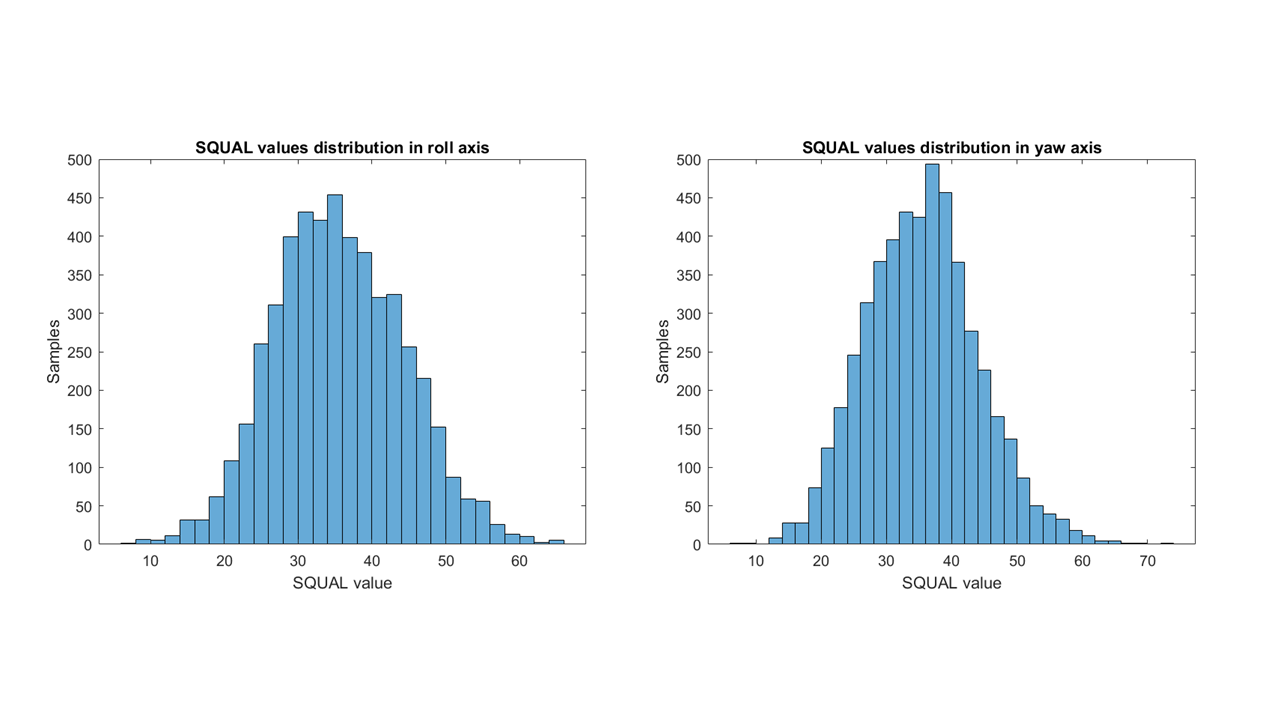 SQUAL values distribution in roll axis
500
450
400
350
300
250
200
150
100
50
0
Samples
10 20 30 40 50 60
SQUAL value
SQUAL values distribution in yaw axis
500
450
400
350
300
250
200
150
100
50
0
Samples
10 20 30 40 50 60 70
SQUAL value